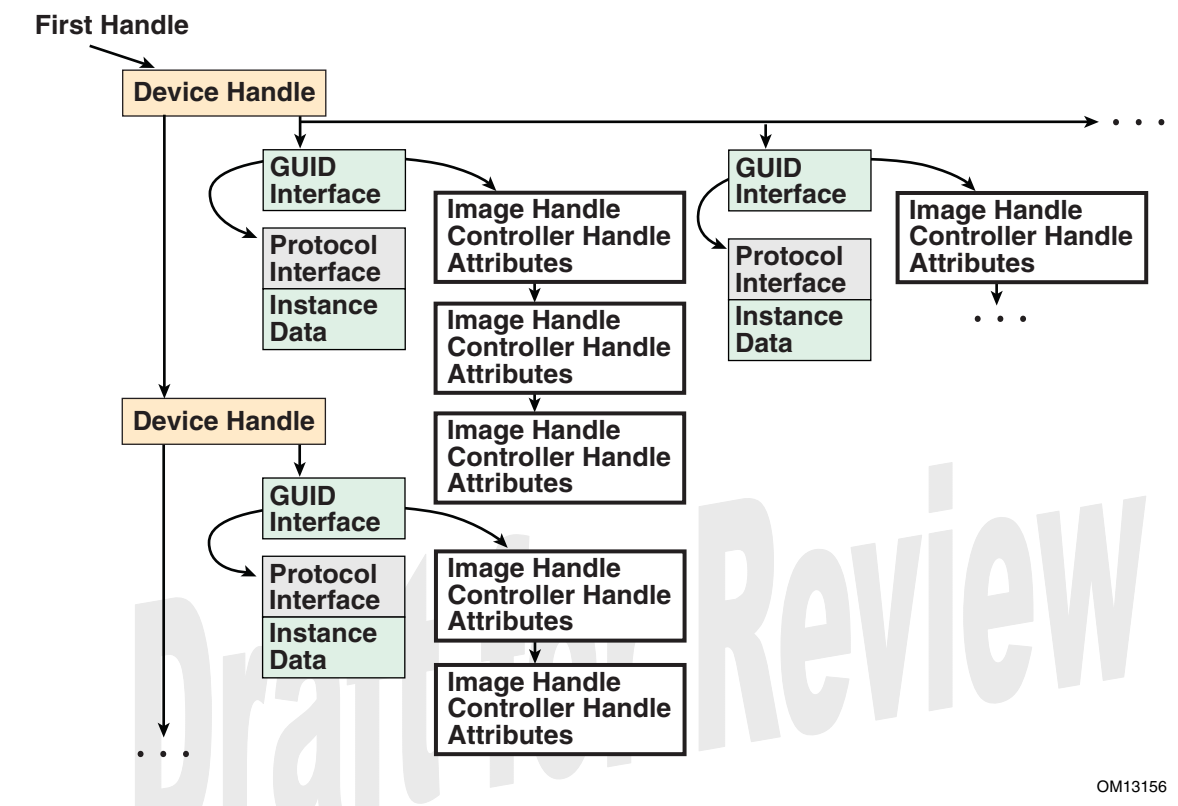 First Handle
Device Handle
. . .
GUID
Interface
GUID
Interface
Image Handle
Controller Handle
Attributes
Image Handle
Controller Handle
Attributes
Protocol
Interface
Instance
Data
Protocol
Interface
Instance
Data
. . .
Image Handle
Controller Handle
Attributes
Device Handle
Image Handle
Controller Handle
Attributes
GUID
Interface
Protocol
Interface
Instance
Data
Image Handle
Controller Handle
Attributes
Image Handle
Controller Handle
Attributes
. . .
Draft for Review
OM13156